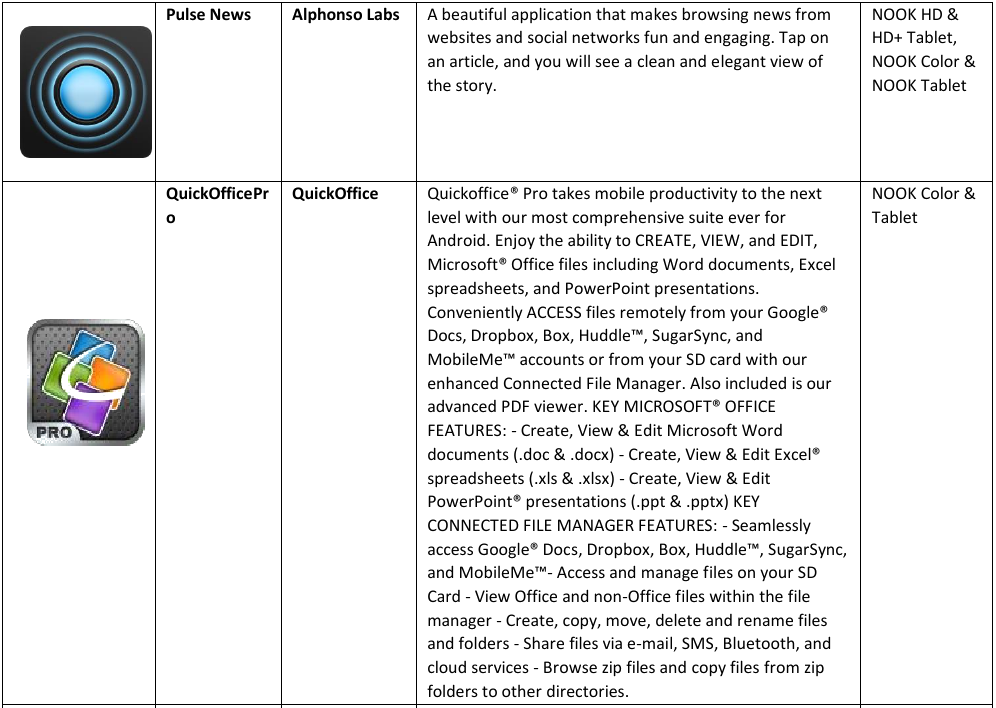 Pulse News
Alphonso Labs
A beautiful application that makes browsing news from
websites and social networks fun and engaging. Tap on
an article, and you will see a clean and elegant view of
the story.
NOOK HD &
HD+ Tablet,
NOOK Color &
NOOK Tablet
QuickOfficePr
o
QuickOffice
Quickoffice® Pro takes mobile productivity to the next
level with our most comprehensive suite ever for
Android. Enjoy the ability to CREATE, VIEW, and EDIT,
Microsoft® Office files including Word documents, Excel
spreadsheets, and PowerPoint presentations.
Conveniently ACCESS files remotely from your Google®
Docs, Dropbox, Box, Huddle™, SugarSync, and
MobileMe™ accounts or from your SD card with our
enhanced Connected File Manager. Also included is our
advanced PDF viewer. KEY MICROSOFT® OFFICE
FEATURES: - Create, View & Edit Microsoft Word
documents (.doc & .docx) - Create, View & Edit Excel®
spreadsheets (.xls & .xlsx) - Create, View & Edit
PowerPoint® presentations (.ppt & .pptx) KEY
CONNECTED FILE MANAGER FEATURES: - Seamlessly
access Google® Docs, Dropbox, Box, Huddle™, SugarSync,
and MobileMe™- Access and manage files on your SD
Card - View Office and non-Office files within the file
manager - Create, copy, move, delete and rename files
and folders - Share files via e-mail, SMS, Bluetooth, and
cloud services - Browse zip files and copy files from zip
folders to other directories.
NOOK Color &
Tablet
PRO